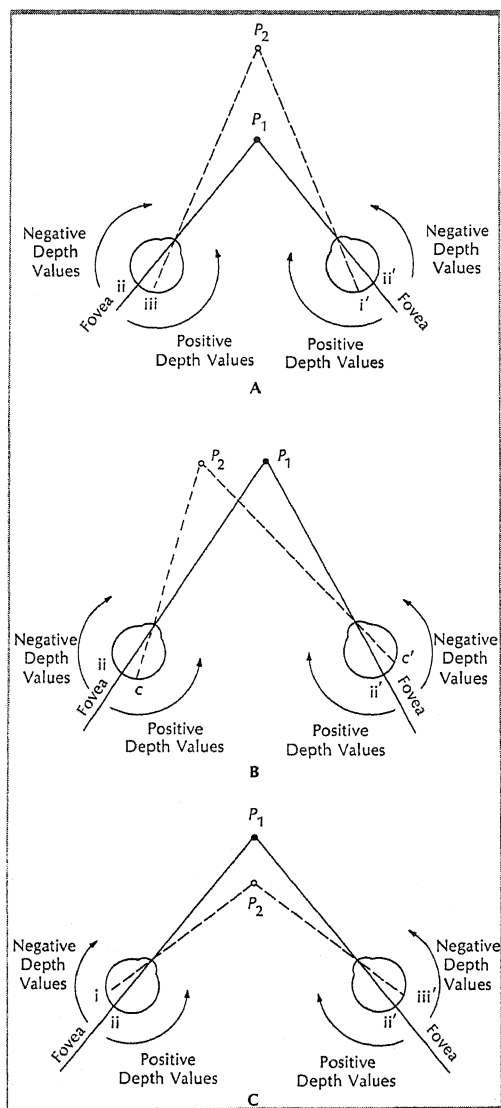 P₂
P₁
Negative
Depth
Values
Negative
Depth
Values
ii
iii
i′
ii′
Fovea
Fovea
Positive
Depth Values
Positive
Depth Values
A
P₂
P₁
Negative
Depth
Values
Negative
Depth
Values
ii
c
c′
ii′
Fovea
Fovea
Positive
Depth Values
Positive
Depth Values
B
P₁
P₂
Negative
Depth
Values
Negative
Depth
Values
i
ii
iii′
ii′
Fovea
Fovea
Positive
Depth Values
Positive
Depth Values
C